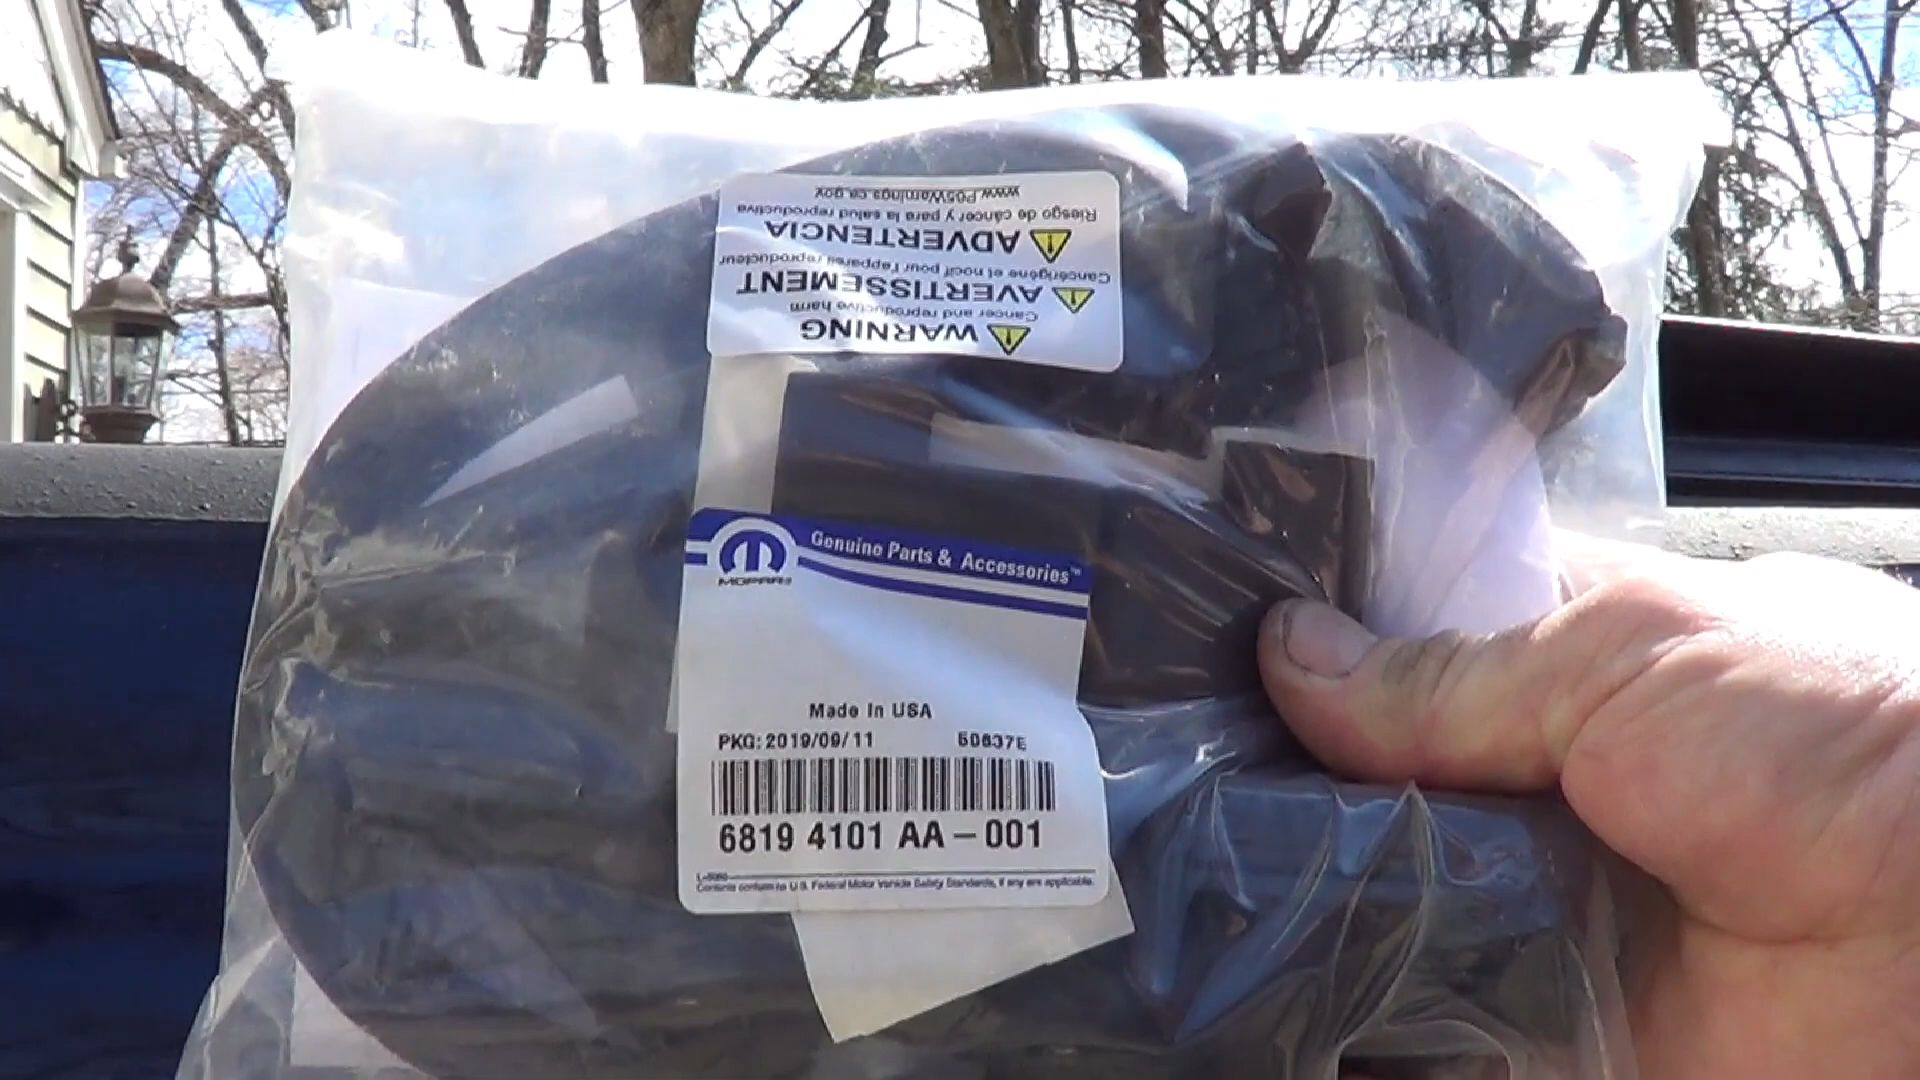 WARNING
Cancer and reproductive harm
AVERTISSEMENT
Cancérigène et nocif pour l'appareil reproducteur
ADVERTENCIA
Riesgo de cáncer y para la salud reproductiva
www.P65Warnings.ca.gov
MOPAR Genuine Parts & Accessories™
Made In USA
PKG: 2019/09/11 50637E
6819 4101 AA – 001
Contents conform to U.S. Federal Motor Vehicle Safety Standards, if any are applicable.